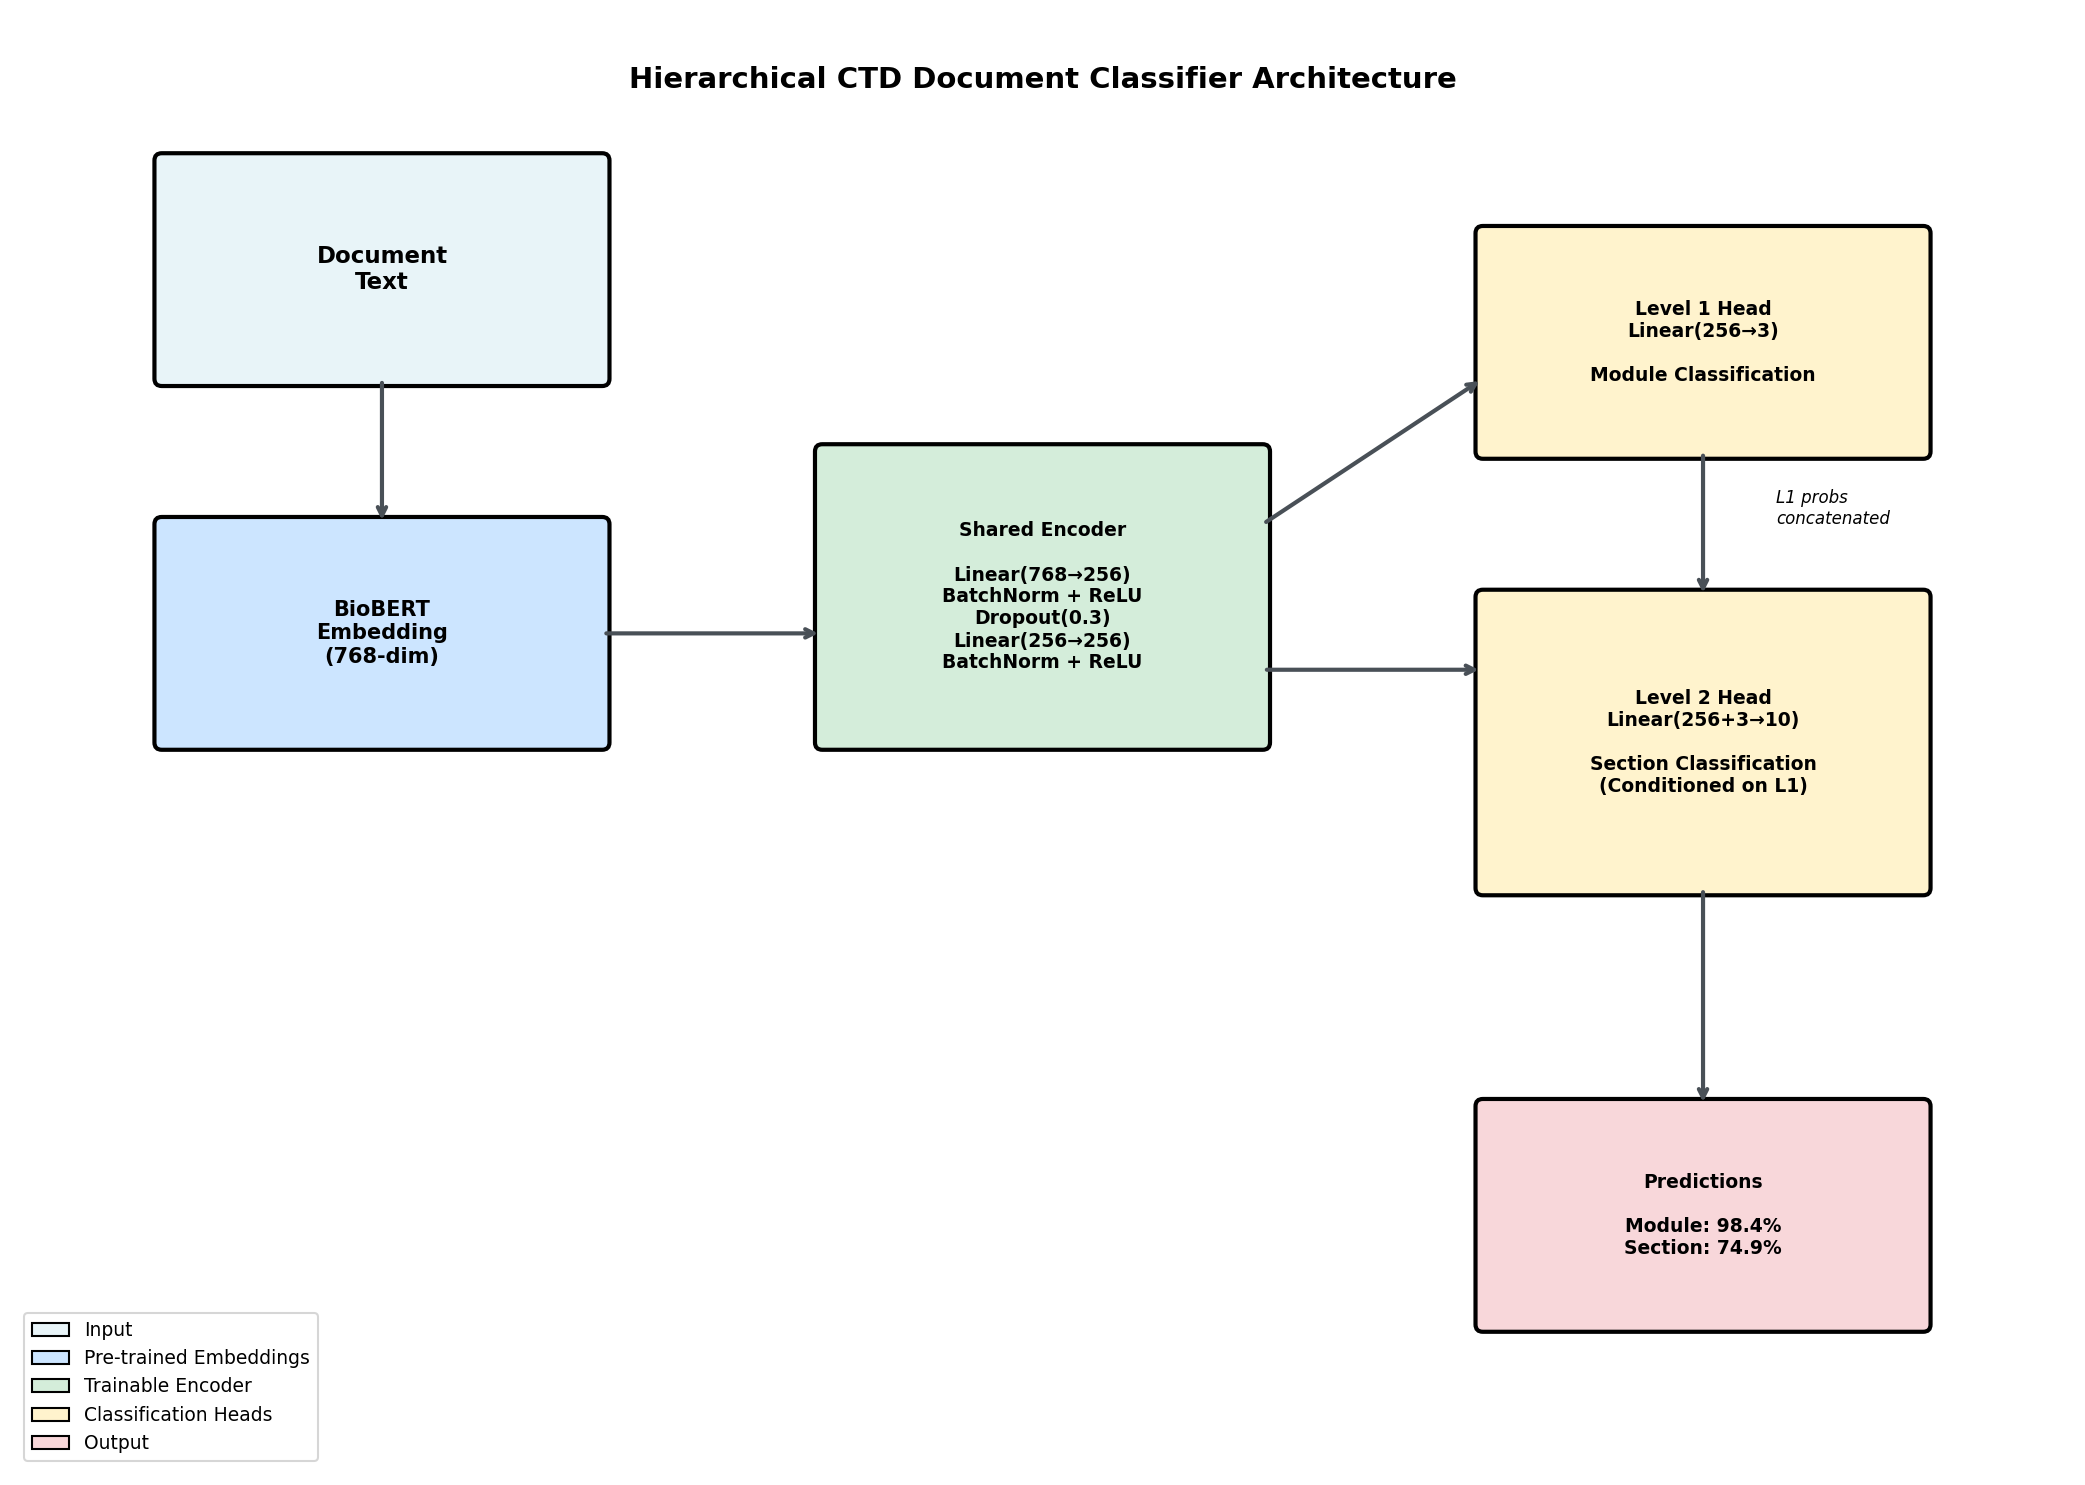 Hierarchical CTD Document Classifier Architecture
Document
Text
BioBERT
Embedding
(768-dim)
Shared Encoder
Linear(768→256)
BatchNorm + ReLU
Dropout(0.3)
Linear(256→256)
BatchNorm + ReLU
Level 1 Head
Linear(256→3)
Module Classification
L1 probs
concatenated
Level 2 Head
Linear(256+3→10)
Section Classification
(Conditioned on L1)
Predictions
Module: 98.4%
Section: 74.9%
Input
Pre-trained Embeddings
Trainable Encoder
Classification Heads
Output